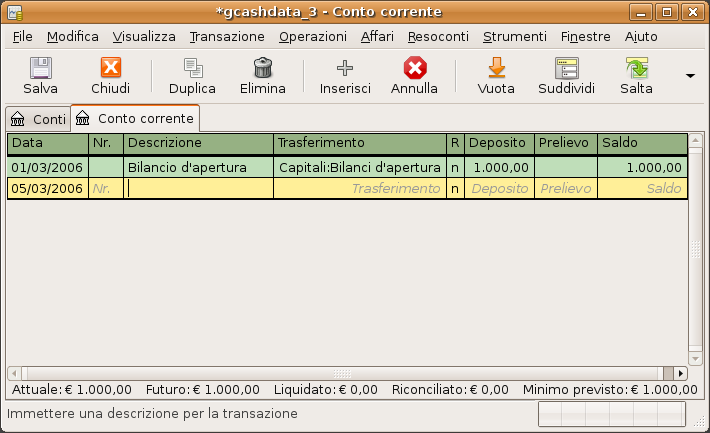 *gcashdata_3 - Conto corrente
File Modifica Visualizza Transazione Operazioni Affari Resoconti Strumenti Finestre Aiuto
Salva Chiudi Duplica Elimina Inserisci Annulla Vuota Suddividi Salta
Conti Conto corrente
Data Nr. Descrizione Trasferimento R Deposito Prelievo Saldo
01/03/2006 Bilancio d'apertura Capitali:Bilanci d'apertura n 1.000,00 1.000,00
05/03/2006 Nr. Trasferimento n Deposito Prelievo Saldo
Attuale: € 1.000,00 Futuro: € 1.000,00 Liquidato: € 0,00 Riconciliato: € 0,00 Minimo previsto: € 1.000,00
Immettere una descrizione per la transazione